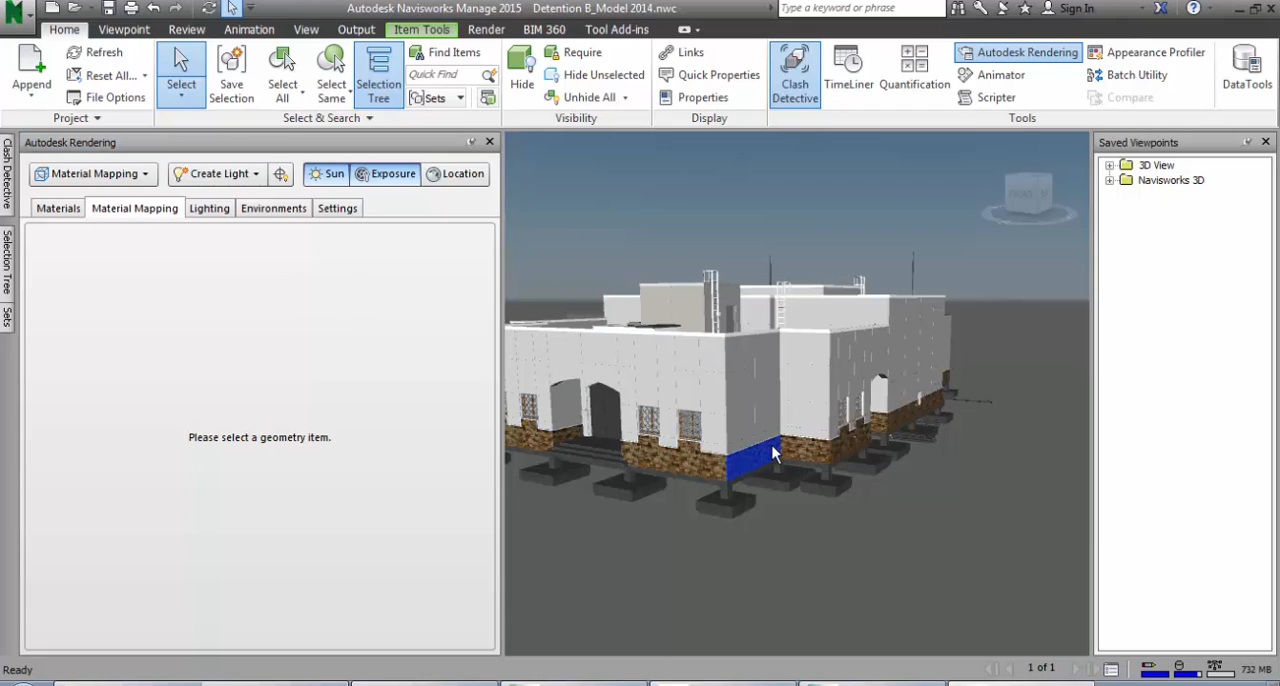 Autodesk Navisworks Manage 2015 Detention B_Model 2014.nwc
Type a keyword or phrase
Sign In
Home Viewpoint Review Animation View Output Item Tools Render BIM 360 Tool Add-ins
Append
Refresh
Reset All...
File Options
Project
Select
Save Selection
Select All
Select Same
Selection Tree
Find Items
Quick Find
Sets
Select & Search
Hide
Require
Hide Unselected
Unhide All
Visibility
Links
Quick Properties
Properties
Display
Clash Detective
TimeLiner
Quantification
Autodesk Rendering
Animator
Scripter
Appearance Profiler
Batch Utility
Compare
Tools
DataTools
Clash Detective
Selection Tree
Sets
Autodesk Rendering
Material Mapping
Create Light
Sun
Exposure
Location
Materials Material Mapping Lighting Environments Settings
Please select a geometry item.
Saved Viewpoints
3D View
Navisworks 3D
Ready
1 of 1
732 MB